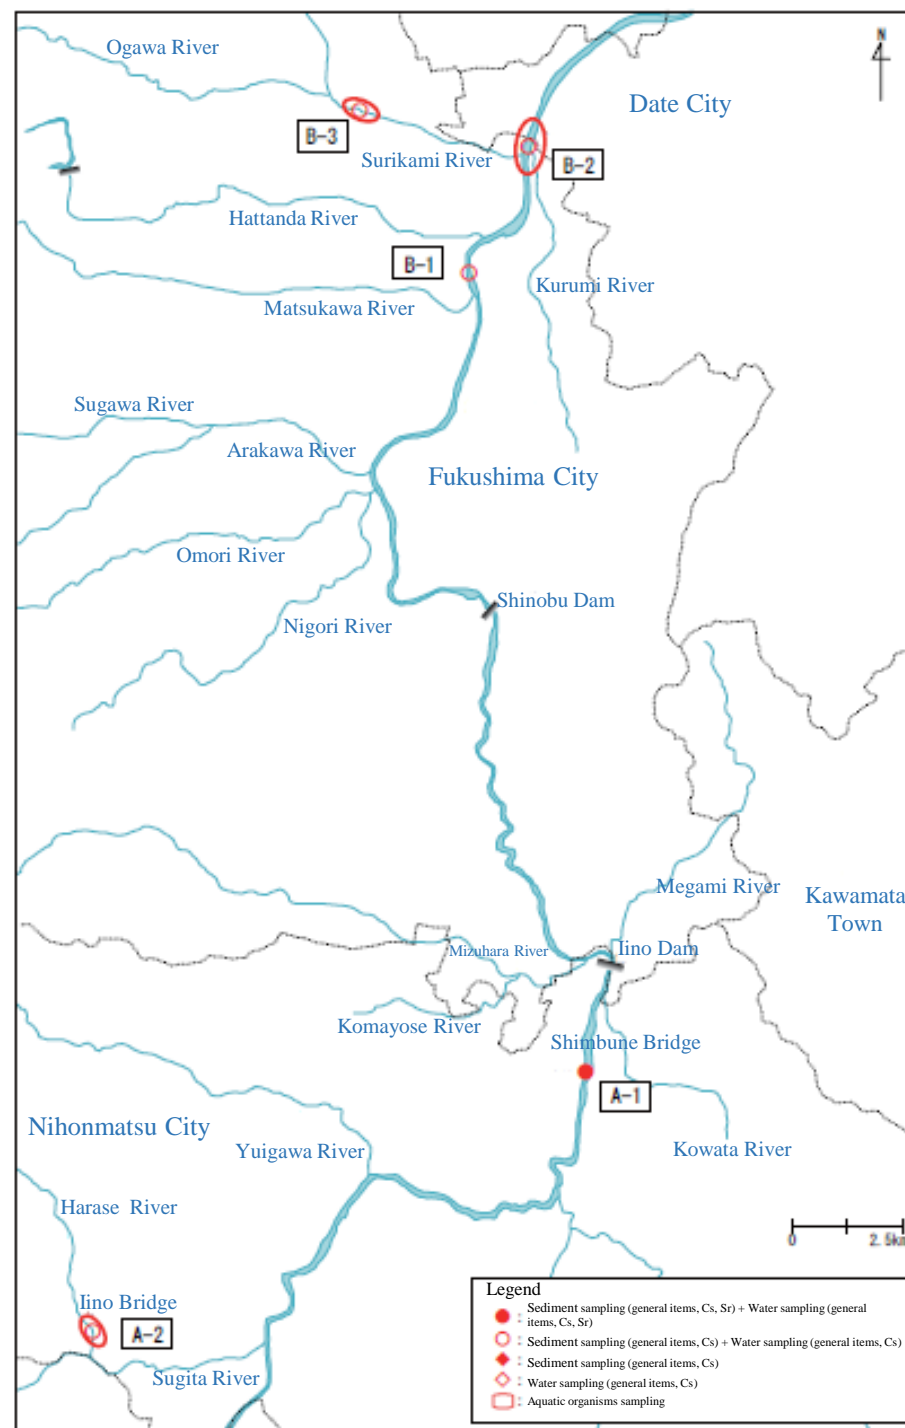 N
Ogawa River
Date City
B-3
Surikami River
B-2
Hattanda River
B-1
Kurumi River
Matsukawa River
Sugawa River
Arakawa River
Fukushima City
Omori River
Shinobu Dam
Nigori River
Megami River
Kawamata
Town
Mizuhara River
Iino Dam
Komayose River
Shimbune Bridge
A-1
Nihonmatsu City
Yuigawa River
Kowata River
Harase River
0 2.5km
Iino Bridge
A-2
Sugita River
Legend
: Sediment sampling (general items, Cs, Sr) + Water sampling (general
items, Cs, Sr)
: Sediment sampling (general items, Cs) + Water sampling (general items, Cs)
: Sediment sampling (general items, Cs)
: Water sampling (general items, Cs)
: Aquatic organisms sampling